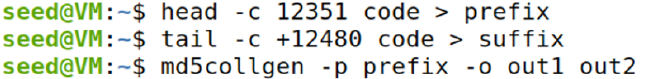 seed@VM:~$ head -c 12351 code > prefix
seed@VM:~$ tail -c +12480 code > suffix
seed@VM:~$ md5collgen -p prefix -o out1 out2